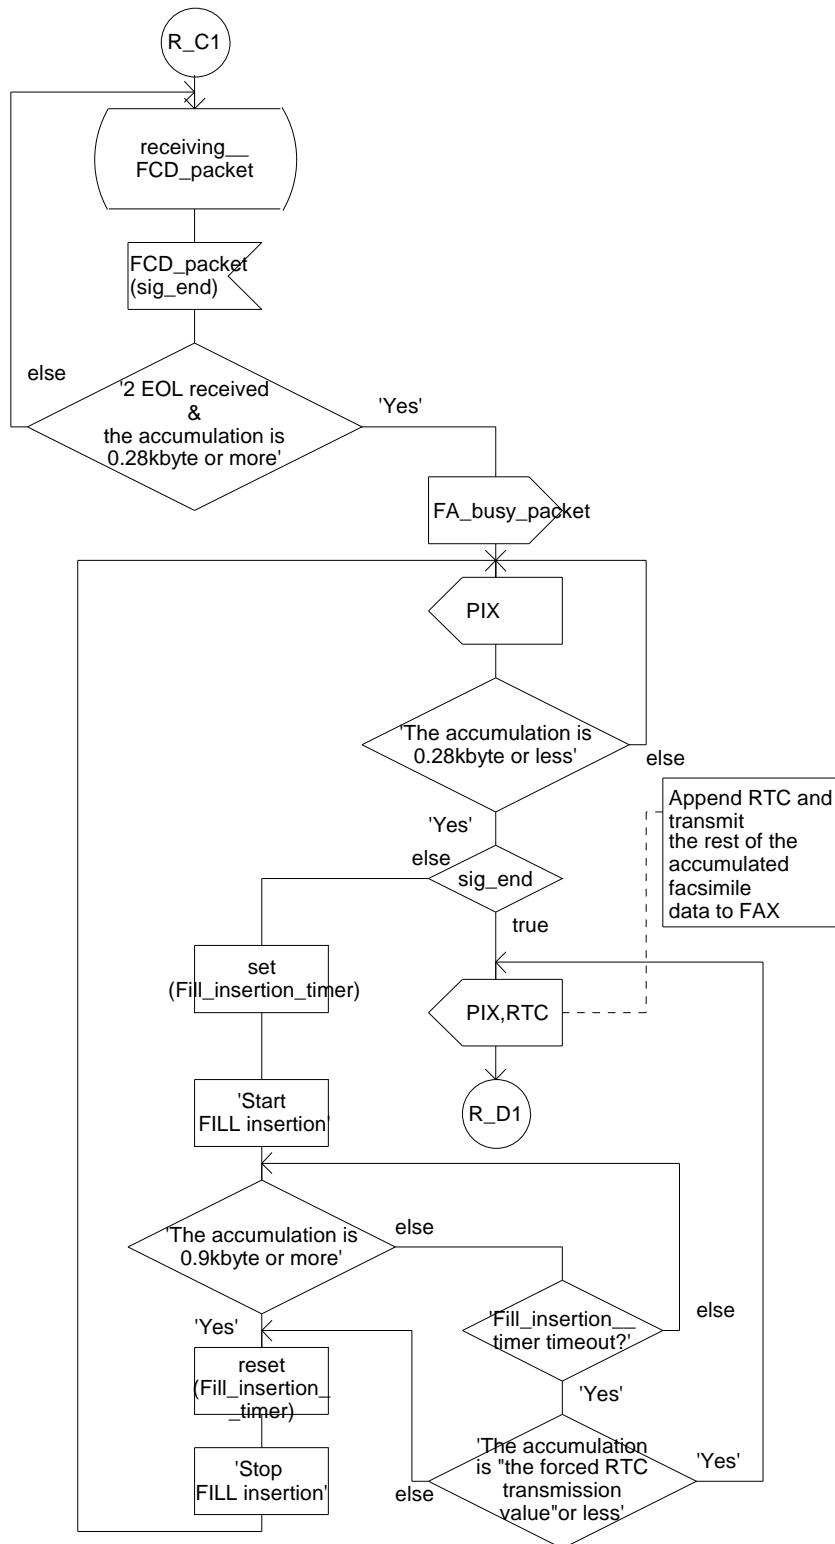 R_C1
receiving__
FCD_packet
FCD_packet
(sig_end)
else
'2 EOL received
&
the accumulation is
0.28kbyte or more'
'Yes'
FA_busy_packet
PIX
'The accumulation is
0.28kbyte or less'
else
'Yes'
Append RTC and
transmit
the rest of the
accumulated
facsimile
data to FAX
else
sig_end
true
set
(Fill_insertion_timer)
PIX,RTC
'Start
FILL insertion'
R_D1
'The accumulation is
0.9kbyte or more'
else
'Yes'
'Fill_insertion__
timer timeout?'
else
'Yes'
reset
(Fill_insertion_
_timer)
'Stop
FILL insertion'
else
'The accumulation
is "the forced RTC
transmission
value"or less'
'Yes'